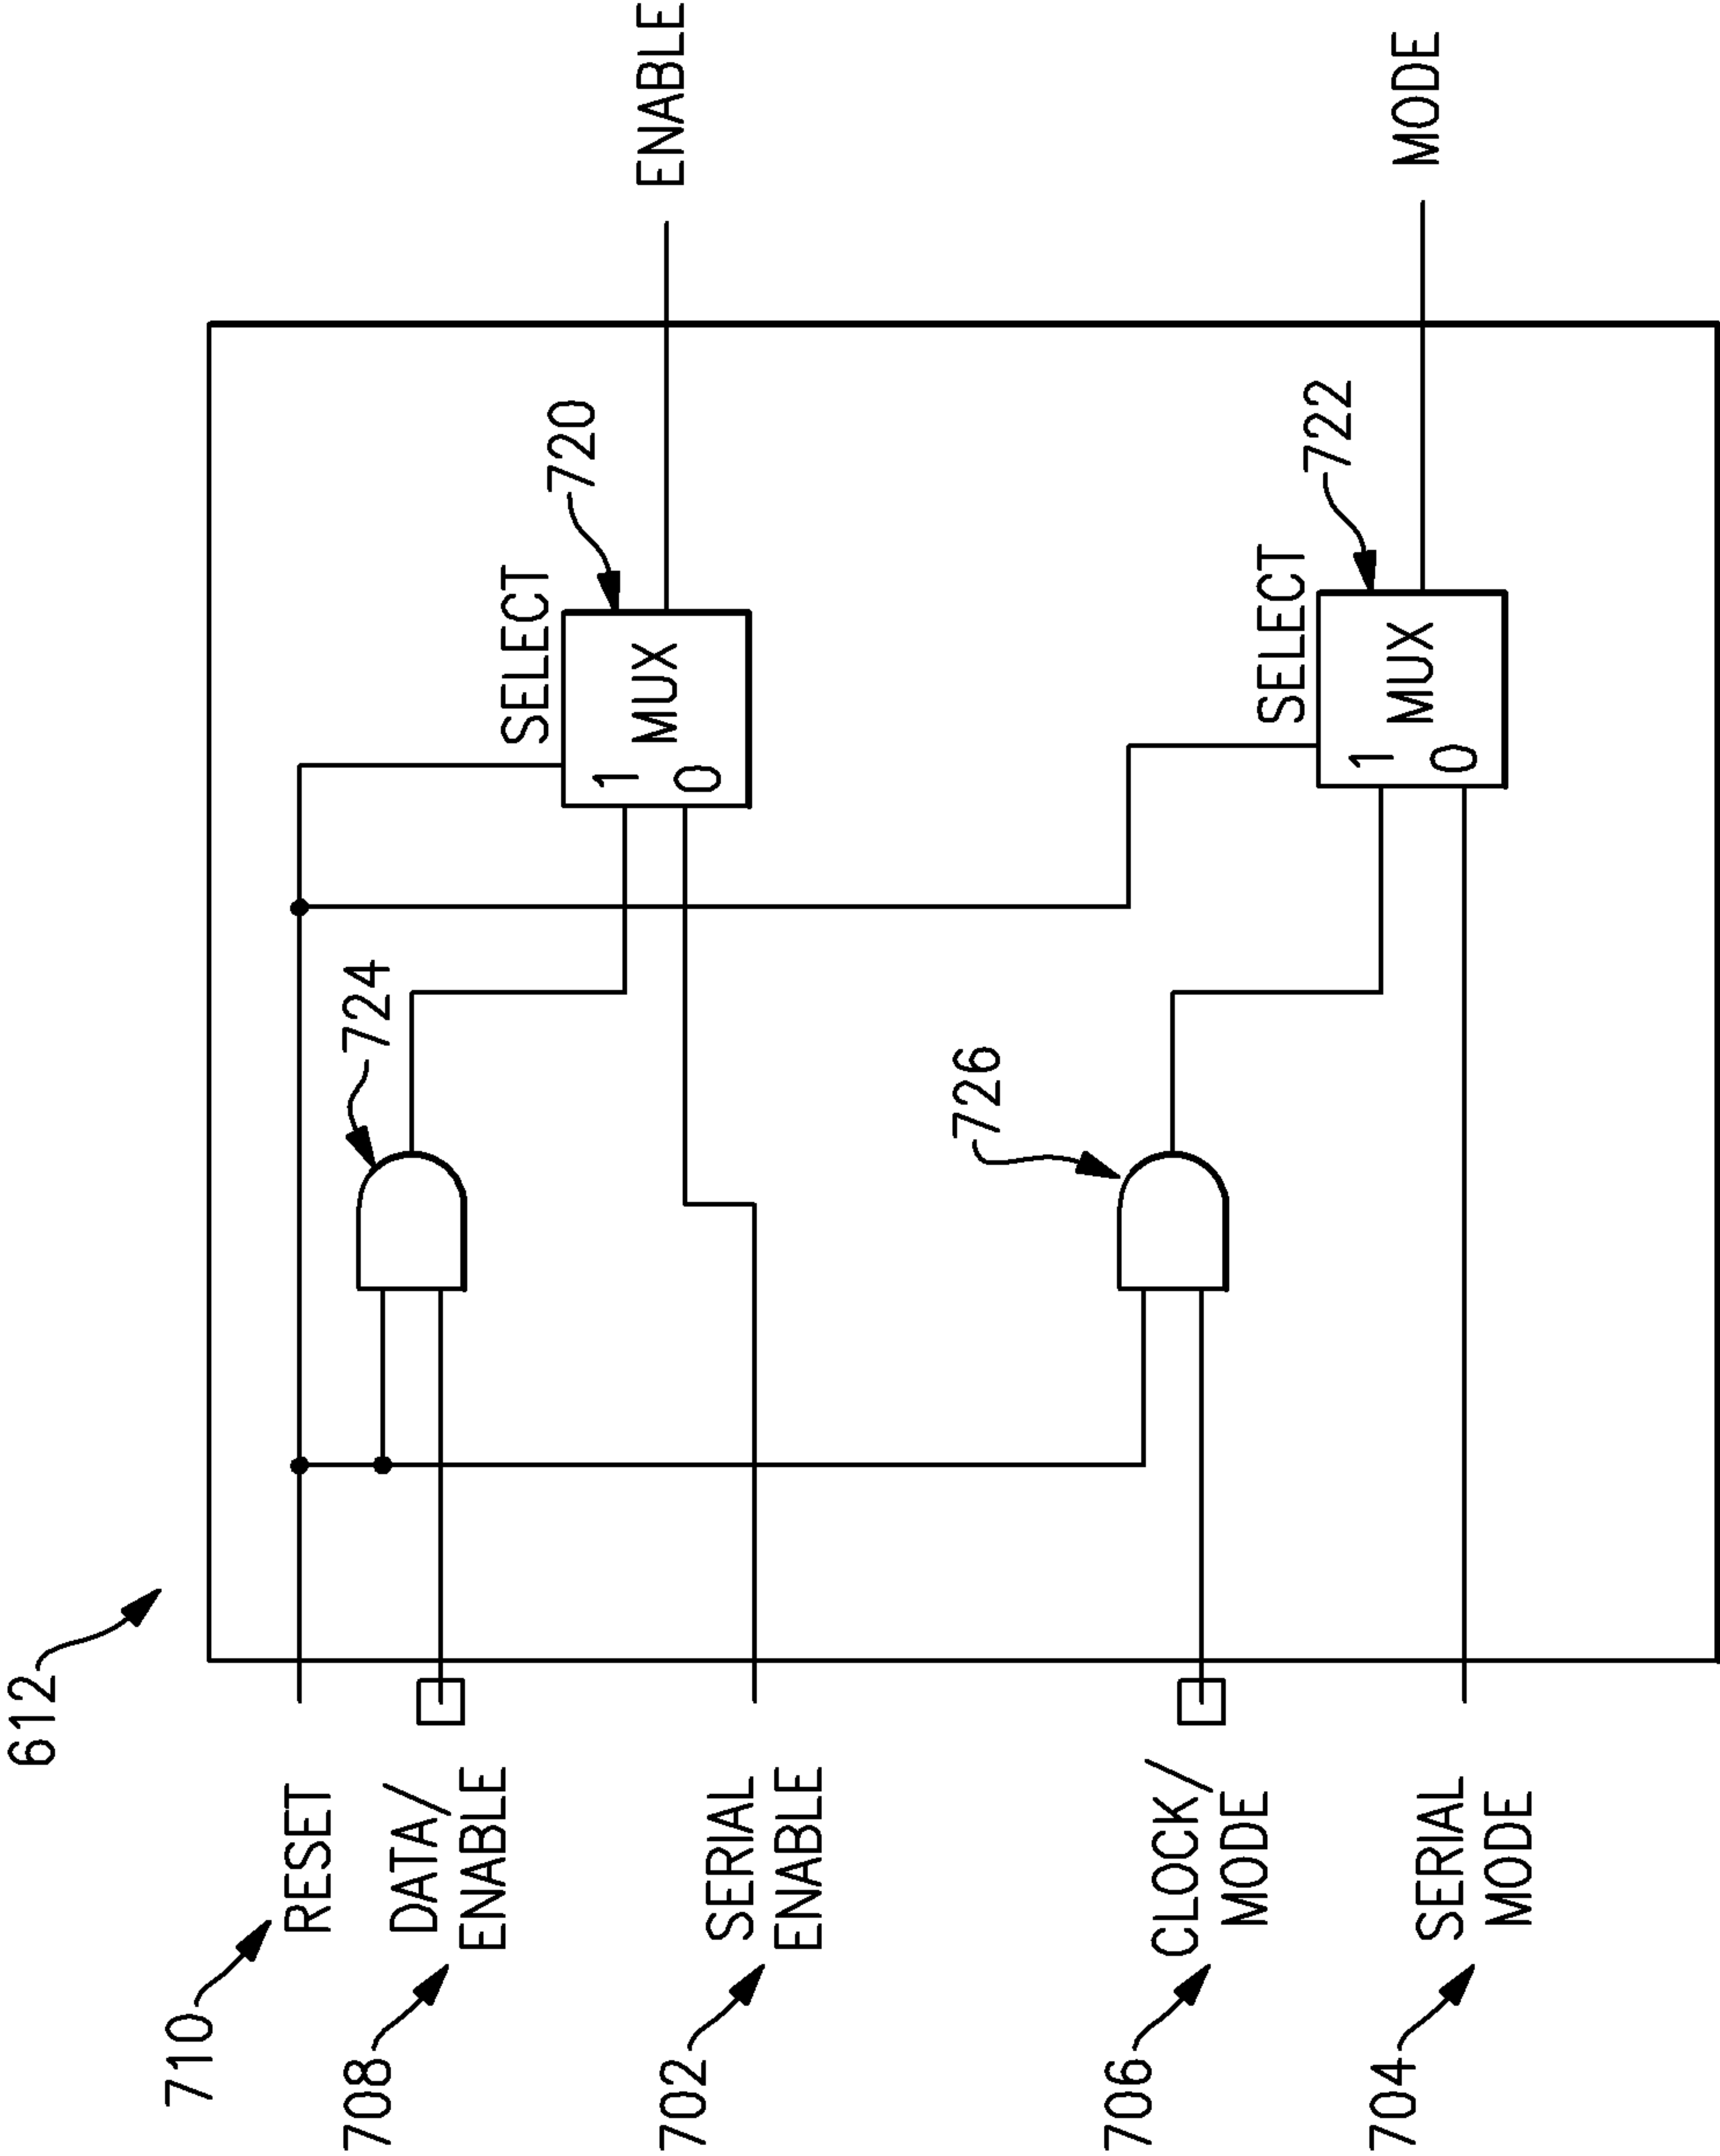 612
710
RESET
708
DATA/
ENABLE
702
SERIAL
ENABLE
706
CLOCK/
MODE
704
SERIAL
MODE
724
726
SELECT
720
1
MUX
0
SELECT
722
1
MUX
0
ENABLE
MODE